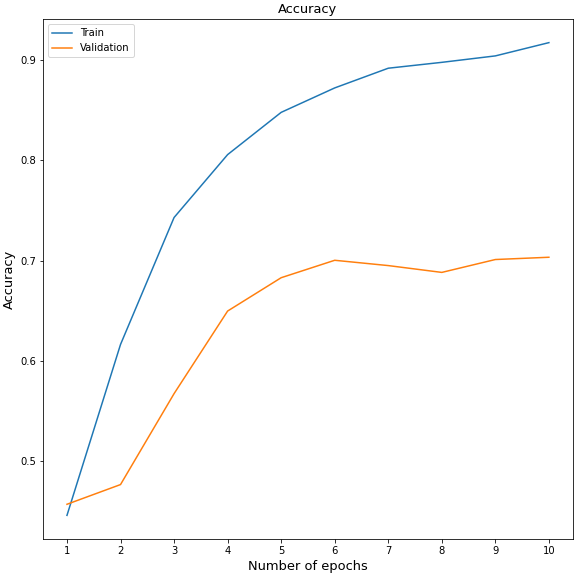 Accuracy
Train
Validation
0.9
0.8
0.7
0.6
0.5
Accuracy
1 2 3 4 5 6 7 8 9 10
Number of epochs